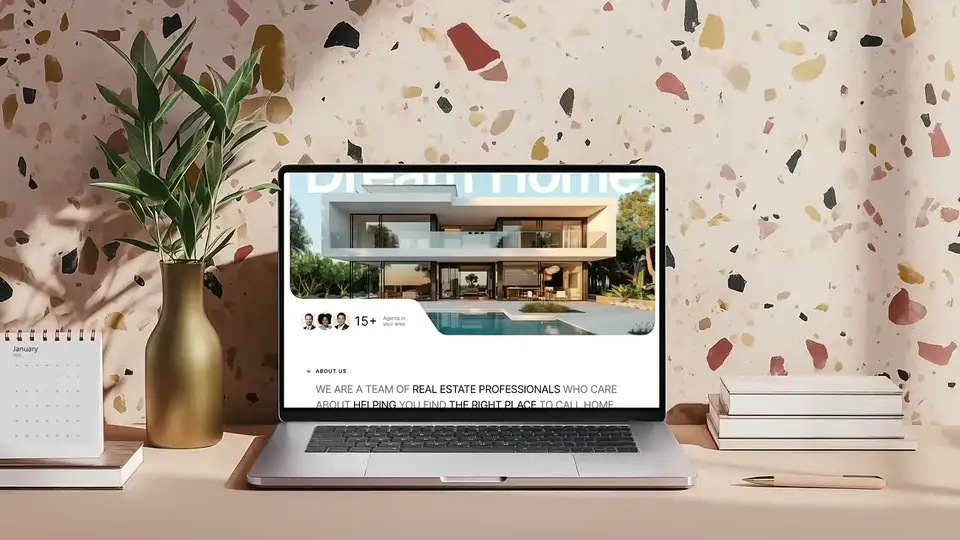 January
Dream Home
15+
Agents in
your area
ABOUT US
WE ARE A TEAM OF REAL ESTATE PROFESSIONALS WHO CARE
ABOUT HELPING YOU FIND THE RIGHT PLACE TO CALL HOME.